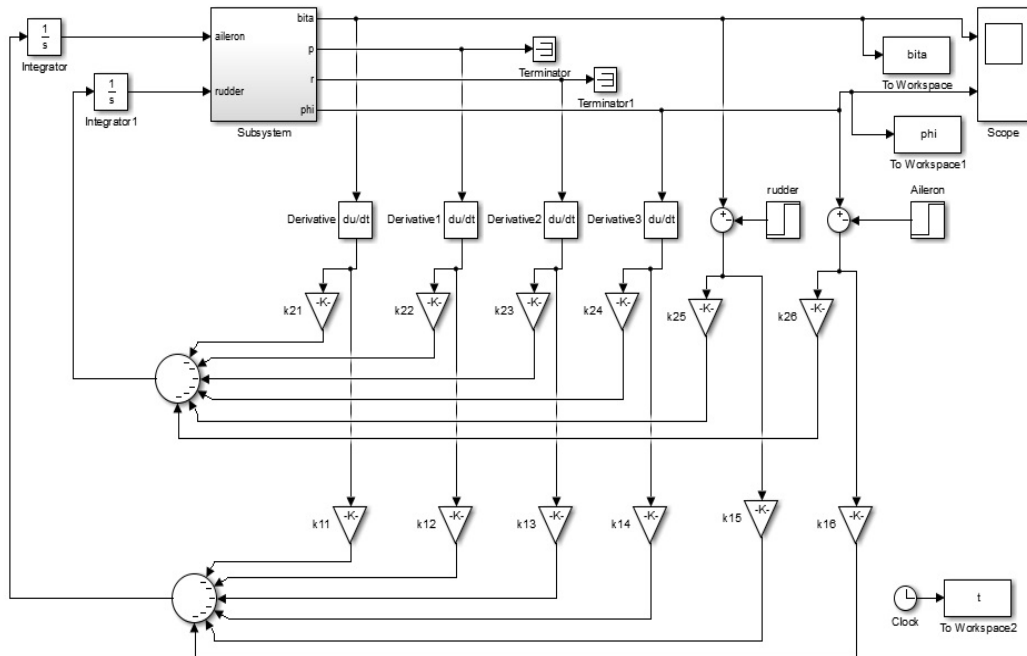 1
s
Integrator
1
s
Integrator1
aileron
rudder
bita
p
r
phi
Subsystem
Terminator
Terminator1
bita
To Workspace
phi
To Workspace1
Scope
rudder
Aileron
Derivative
du/dt
Derivative1
du/dt
Derivative2
du/dt
Derivative3
du/dt
+
-
+
-
-K-
k21
-K-
k22
-K-
k23
-K-
k24
-K-
k25
-K-
k26
-K-
k11
-K-
k12
-K-
k13
-K-
k14
-K-
k15
-K-
k16
Clock
t
To Workspace2